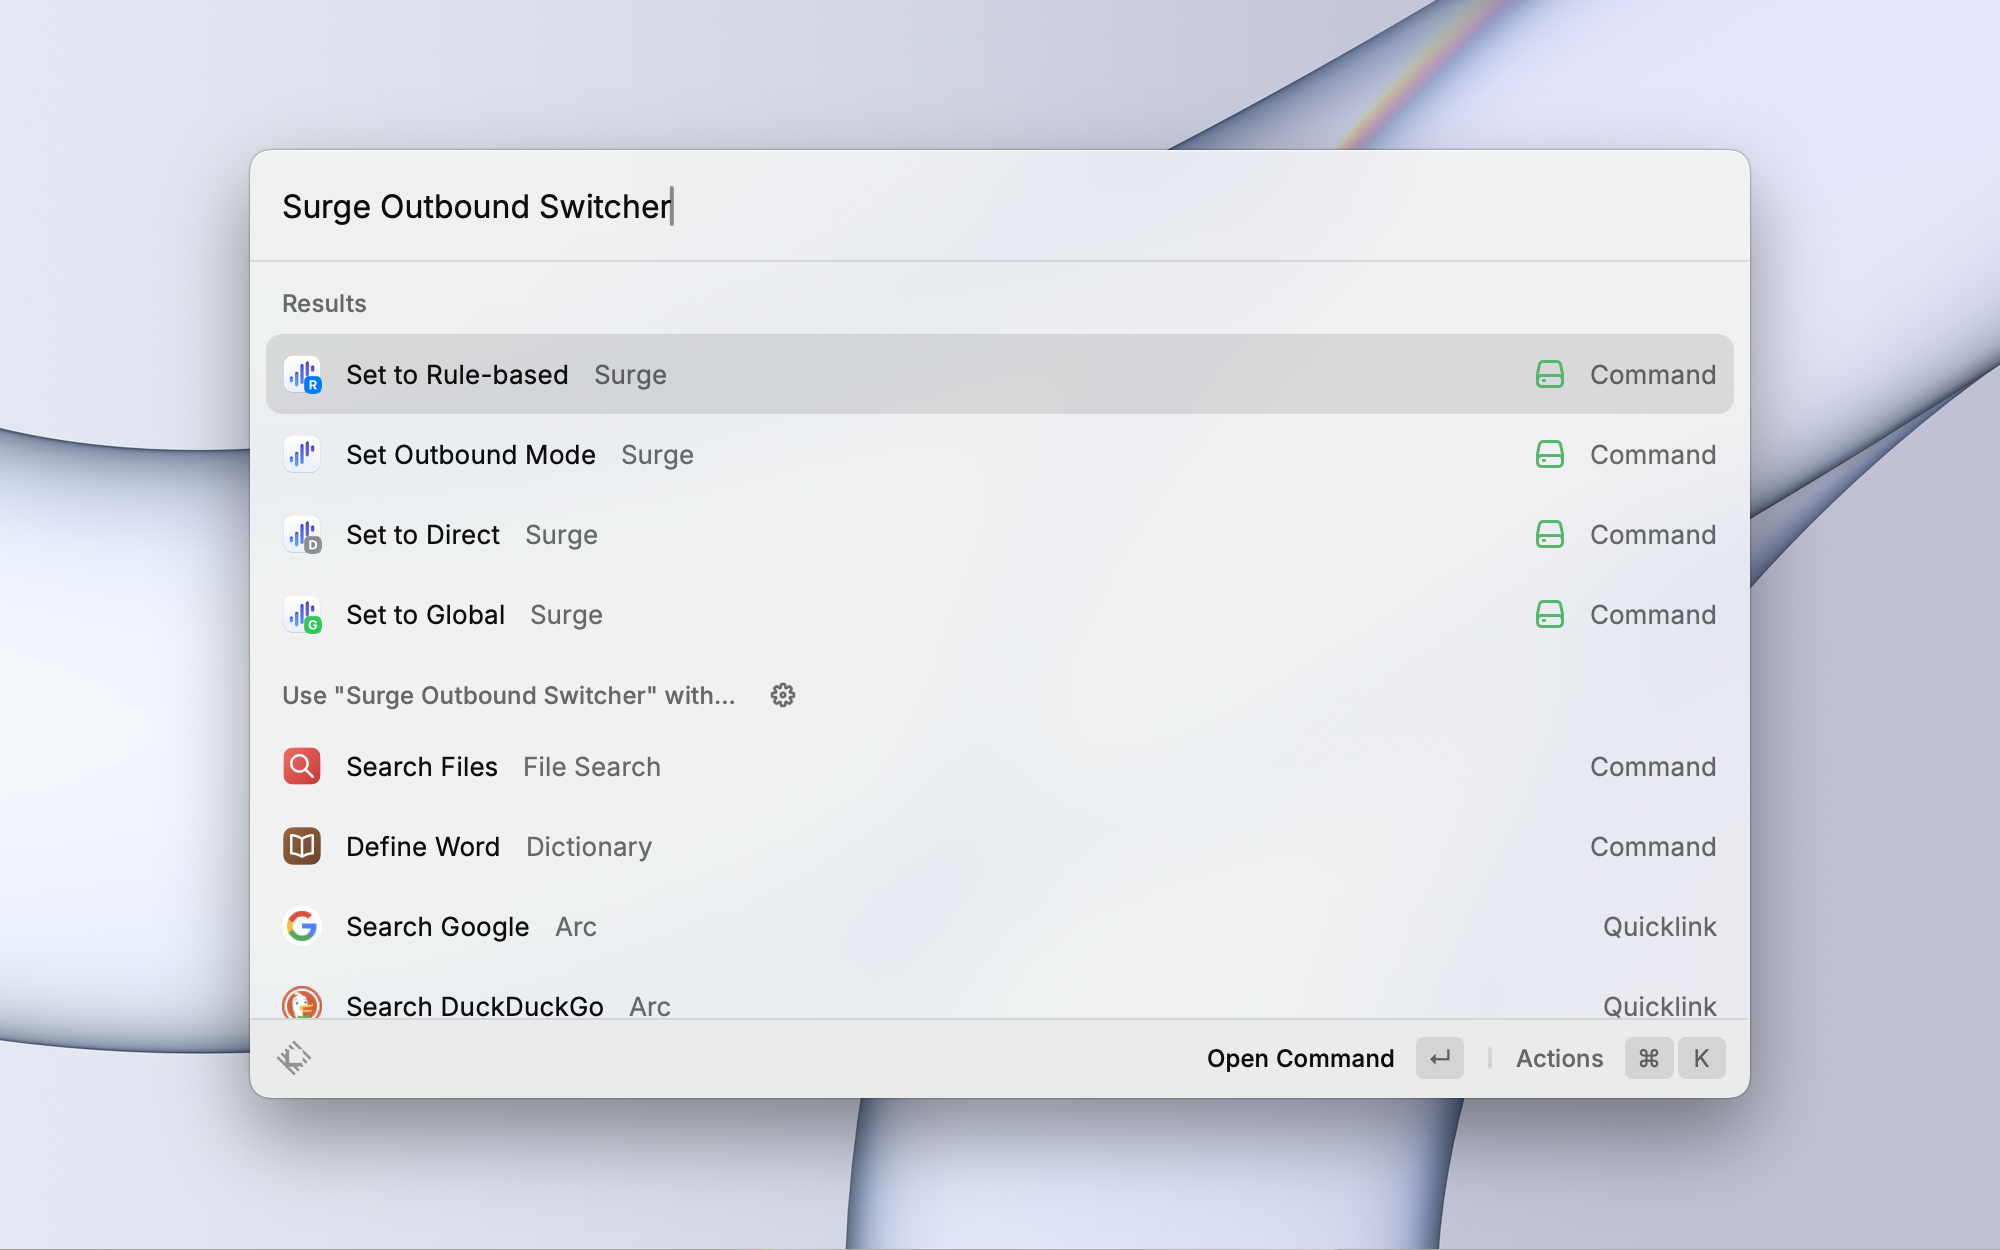 Surge Outbound Switcher
Results
R Set to Rule-based Surge Command
Set Outbound Mode Surge Command
D Set to Direct Surge Command
G Set to Global Surge Command
Use "Surge Outbound Switcher" with...
Search Files File Search Command
Define Word Dictionary Command
G Search Google Arc Quicklink
Search DuckDuckGo Arc Quicklink
Open Command ↵ Actions ⌘ K